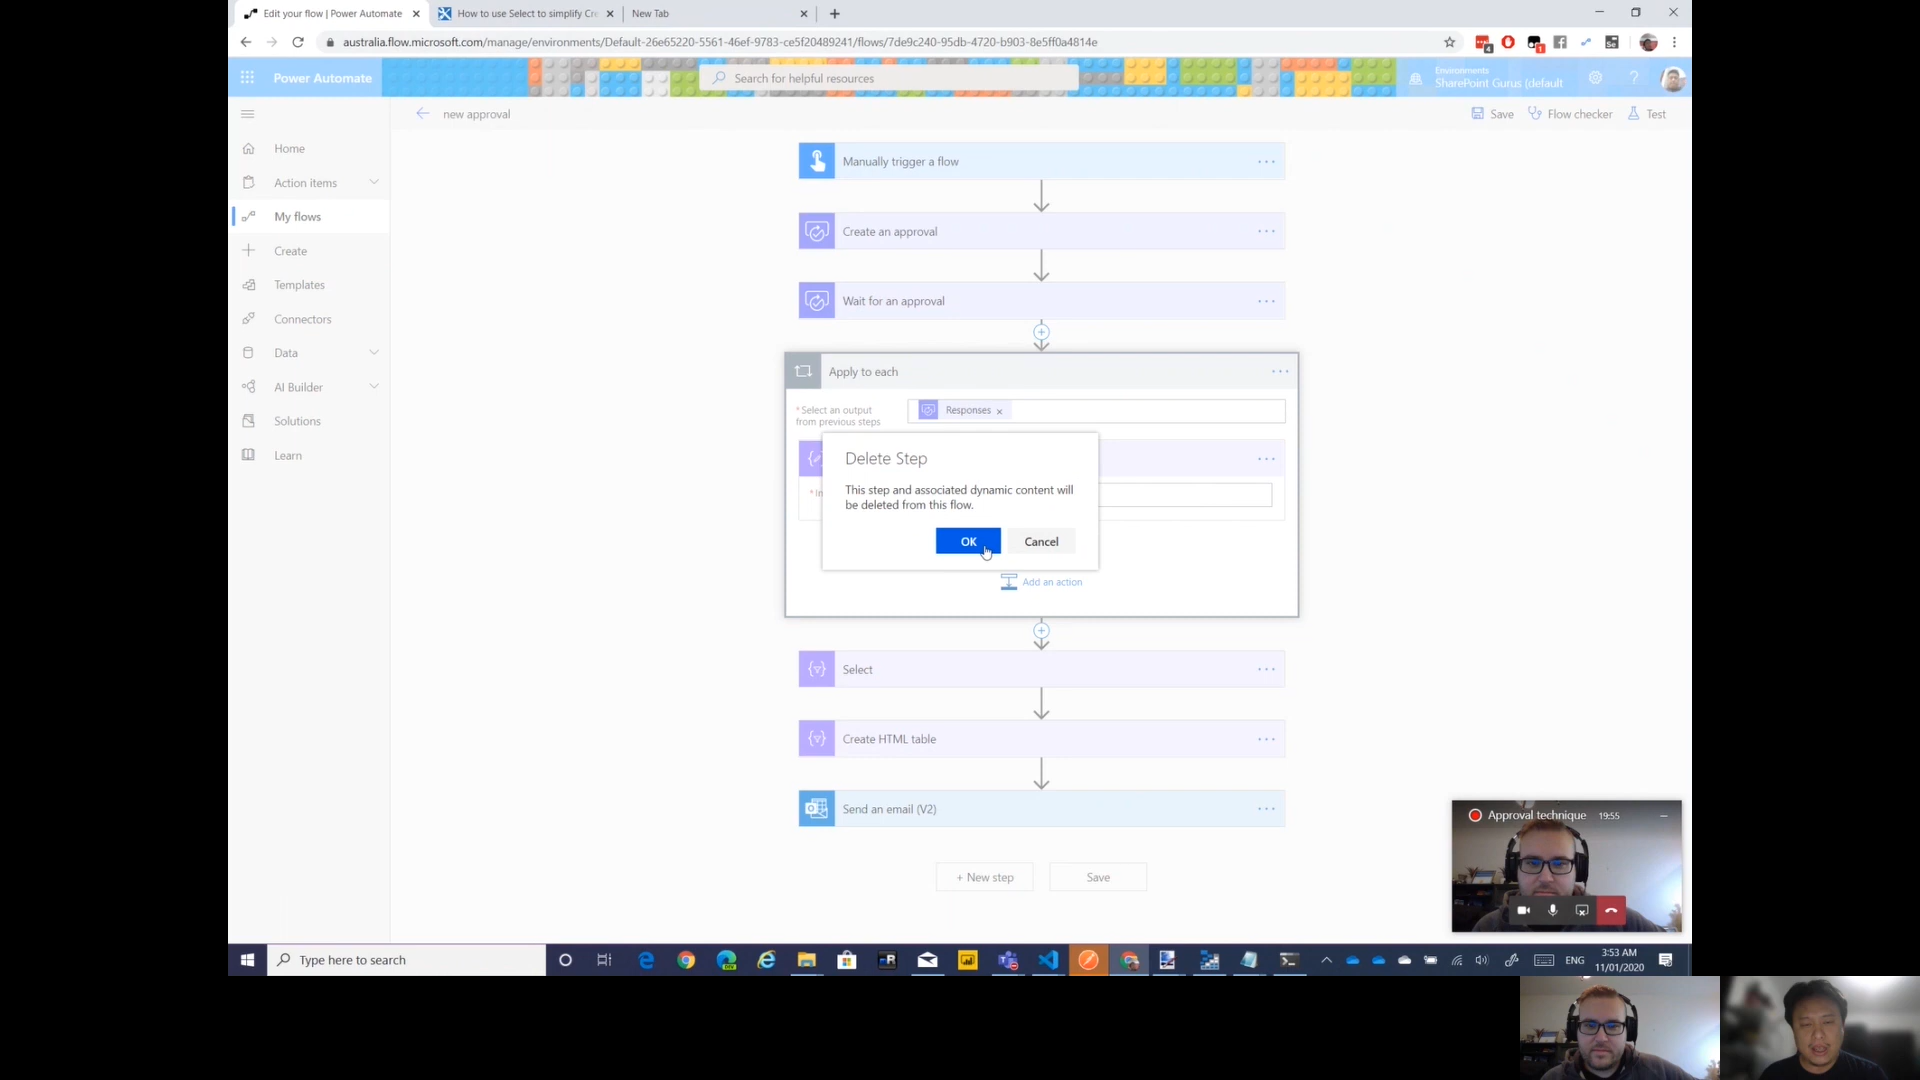 Edit your flow | Power Automate
How to use Select to simplify Cre
New Tab
australia.flow.microsoft.com/manage/environments/Default-26e65220-5561-46ef-9783-ce5f20489241/flows/7de9c240-95db-4720-b903-8e5ff0a4814e
Power Automate
Search for helpful resources
Environments
SharePoint Gurus (default
new approval
Save
Flow checker
Test
Home
Action items
My flows
Create
Templates
Connectors
Data
AI Builder
Solutions
Learn
Manually trigger a flow
Create an approval
Wait for an approval
Apply to each
*Select an output
from previous steps
Responses
Delete Step
This step and associated dynamic content will
be deleted from this flow.
OK
Cancel
* In
Add an action
Select
Create HTML table
Send an email (V2)
+ New step
Save
Approval technique 19:55
Type here to search
ENG
3:53 AM
11/01/2020